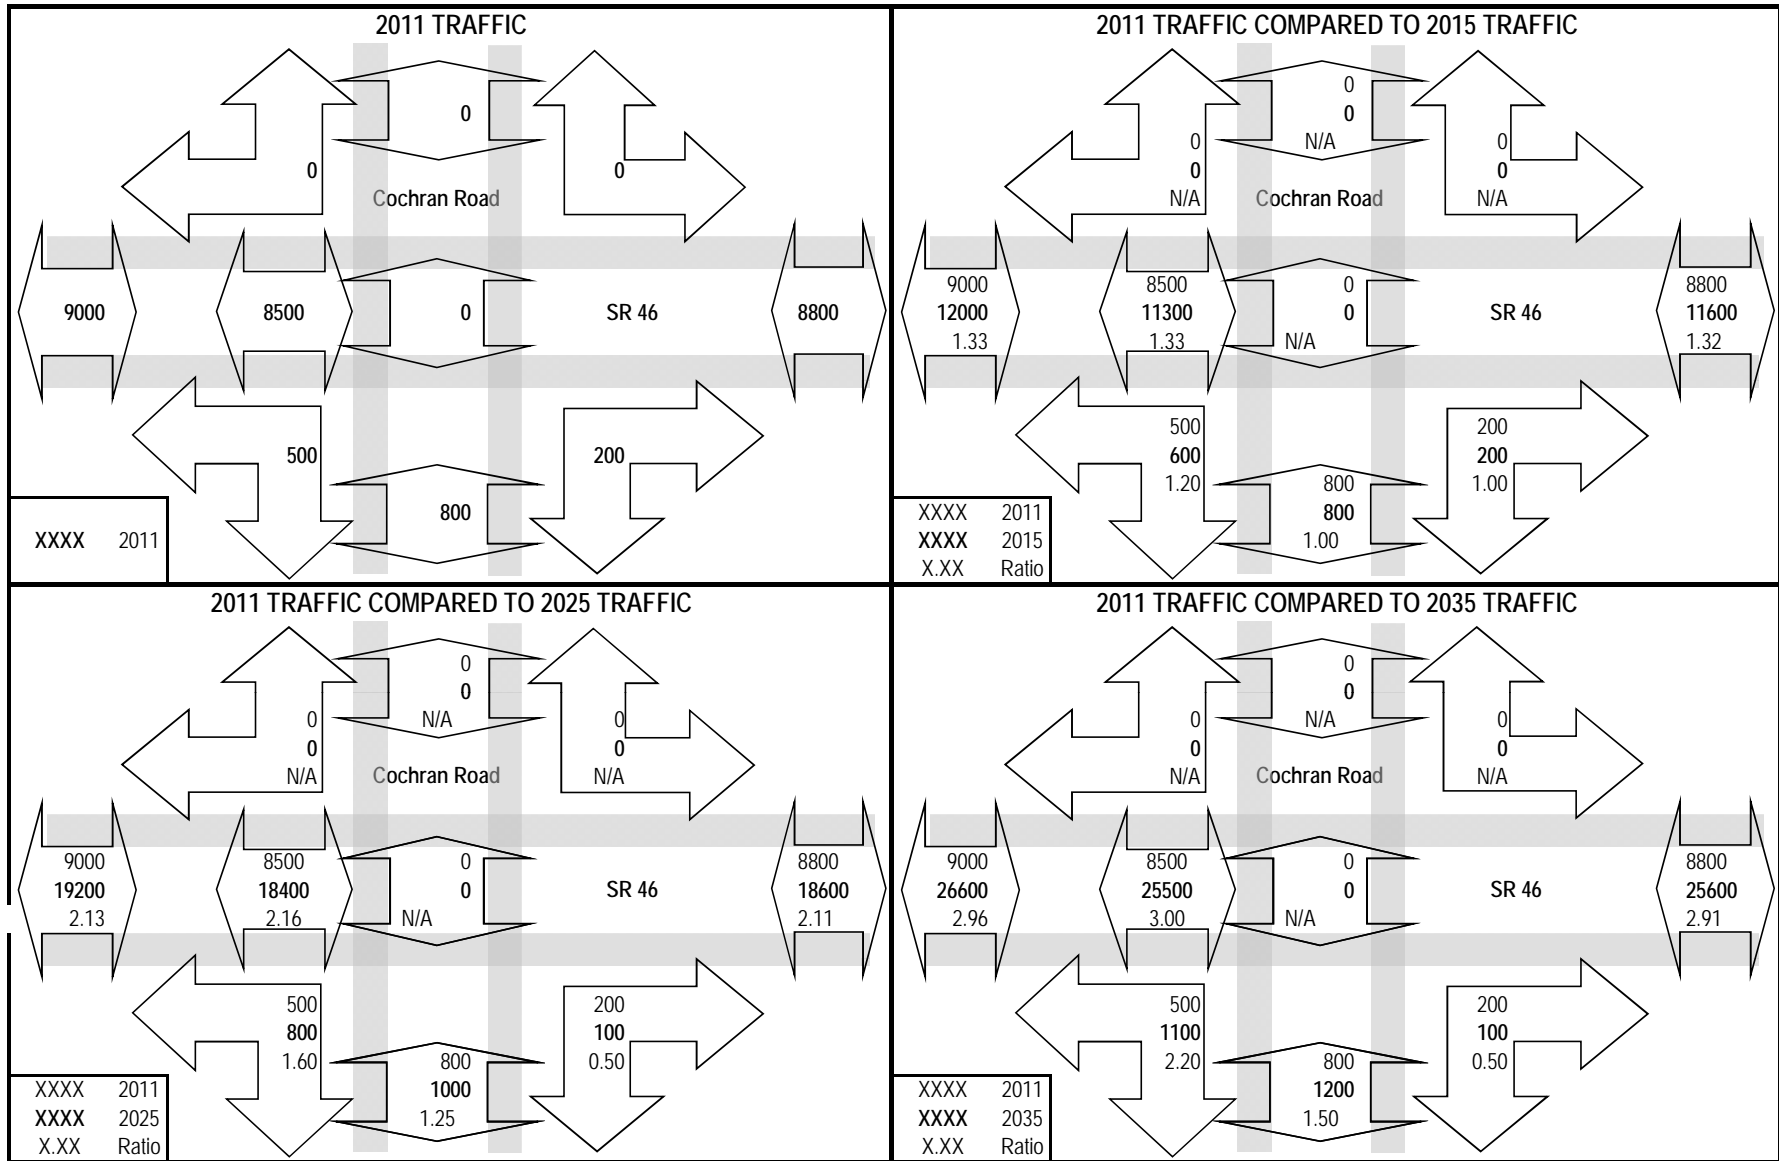 2011 TRAFFIC
0
0
0
Cochran Road
9000
8500
0
SR 46
8800
500
200
800
XXXX 2011
2011 TRAFFIC COMPARED TO 2015 TRAFFIC
0
0
N/A
0
0
N/A
0
0
N/A
Cochran Road
9000
12000
1.33
8500
11300
1.33
0
0
N/A
SR 46
8800
11600
1.32
500
600
1.20
200
200
1.00
800
800
1.00
XXXX 2011
XXXX 2015
X.XX Ratio
2011 TRAFFIC COMPARED TO 2025 TRAFFIC
0
0
N/A
0
0
N/A
0
0
N/A
Cochran Road
9000
19200
2.13
8500
18400
2.16
0
0
N/A
SR 46
8800
18600
2.11
500
800
1.60
200
100
0.50
800
1000
1.25
XXXX 2011
XXXX 2025
X.XX Ratio
2011 TRAFFIC COMPARED TO 2035 TRAFFIC
0
0
N/A
0
0
N/A
0
0
N/A
Cochran Road
9000
26600
2.96
8500
25500
3.00
0
0
N/A
SR 46
8800
25600
2.91
500
1100
2.20
200
100
0.50
800
1200
1.50
XXXX 2011
XXXX 2035
X.XX Ratio